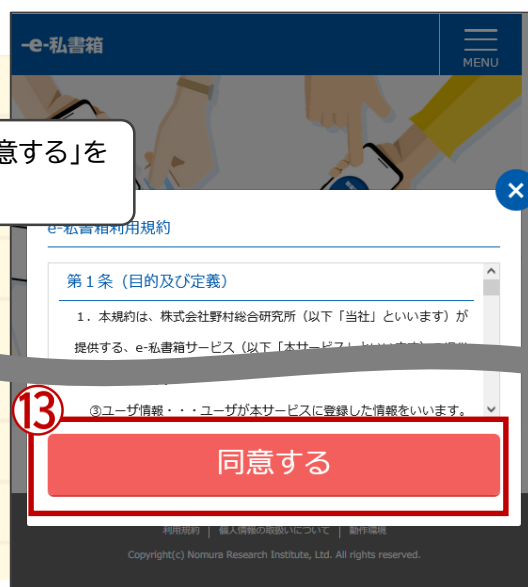 -e-私書箱
MENU
意する」を
e-私書箱利用規約
第1条（目的及び定義）
1．本規約は、株式会社野村総合研究所（以下「当社」といいます）が
提供する、e-私書箱サービス（以下「本サービス」といいます）
③ユーザ情報・・・ユーザが本サービスに登録した情報をいいます。
⑬
同意する
利用規約 | 個人情報の取扱いについて | 動作環境
Copyright(c) Nomura Research Institute, Ltd. All rights reserved.